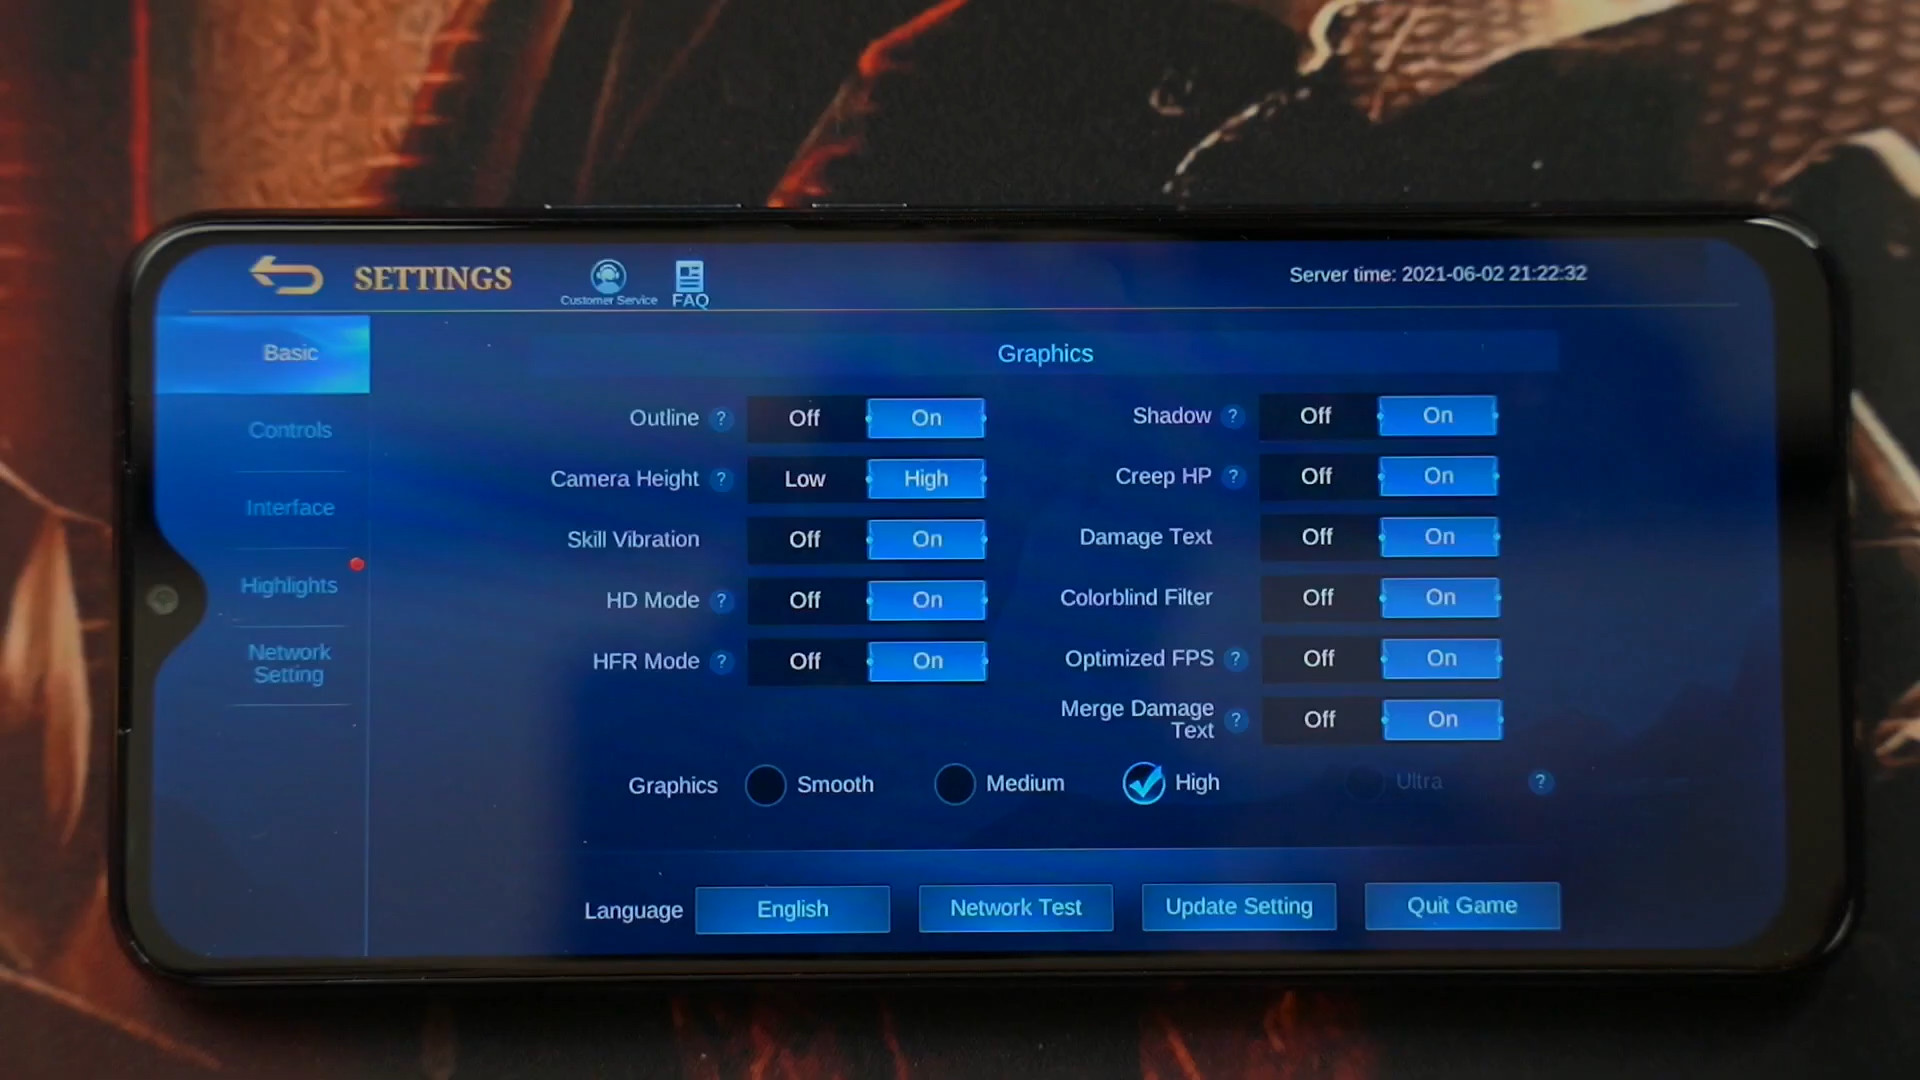 SETTINGS
Customer Service
FAQ
Server time: 2021-06-02 21:22:32
Basic
Controls
Interface
Highlights
Network
Setting
Graphics
Outline ? Off On
Shadow ? Off On
Camera Height ? Low High
Creep HP ? Off On
Skill Vibration Off On
Damage Text Off On
HD Mode ? Off On
Colorblind Filter Off On
HFR Mode ? Off On
Optimized FPS ? Off On
Merge Damage
Text ? Off On
Graphics Smooth Medium High Ultra ?
Language English Network Test Update Setting Quit Game